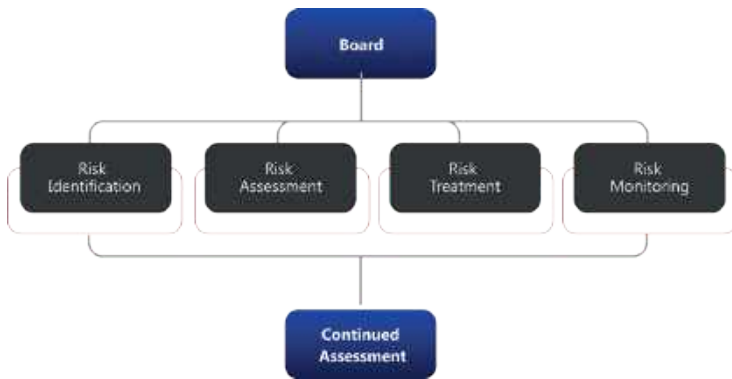 Board
Risk
Identification
Risk
Assessment
Risk
Treatment
Risk
Monitoring
Continued
Assessment